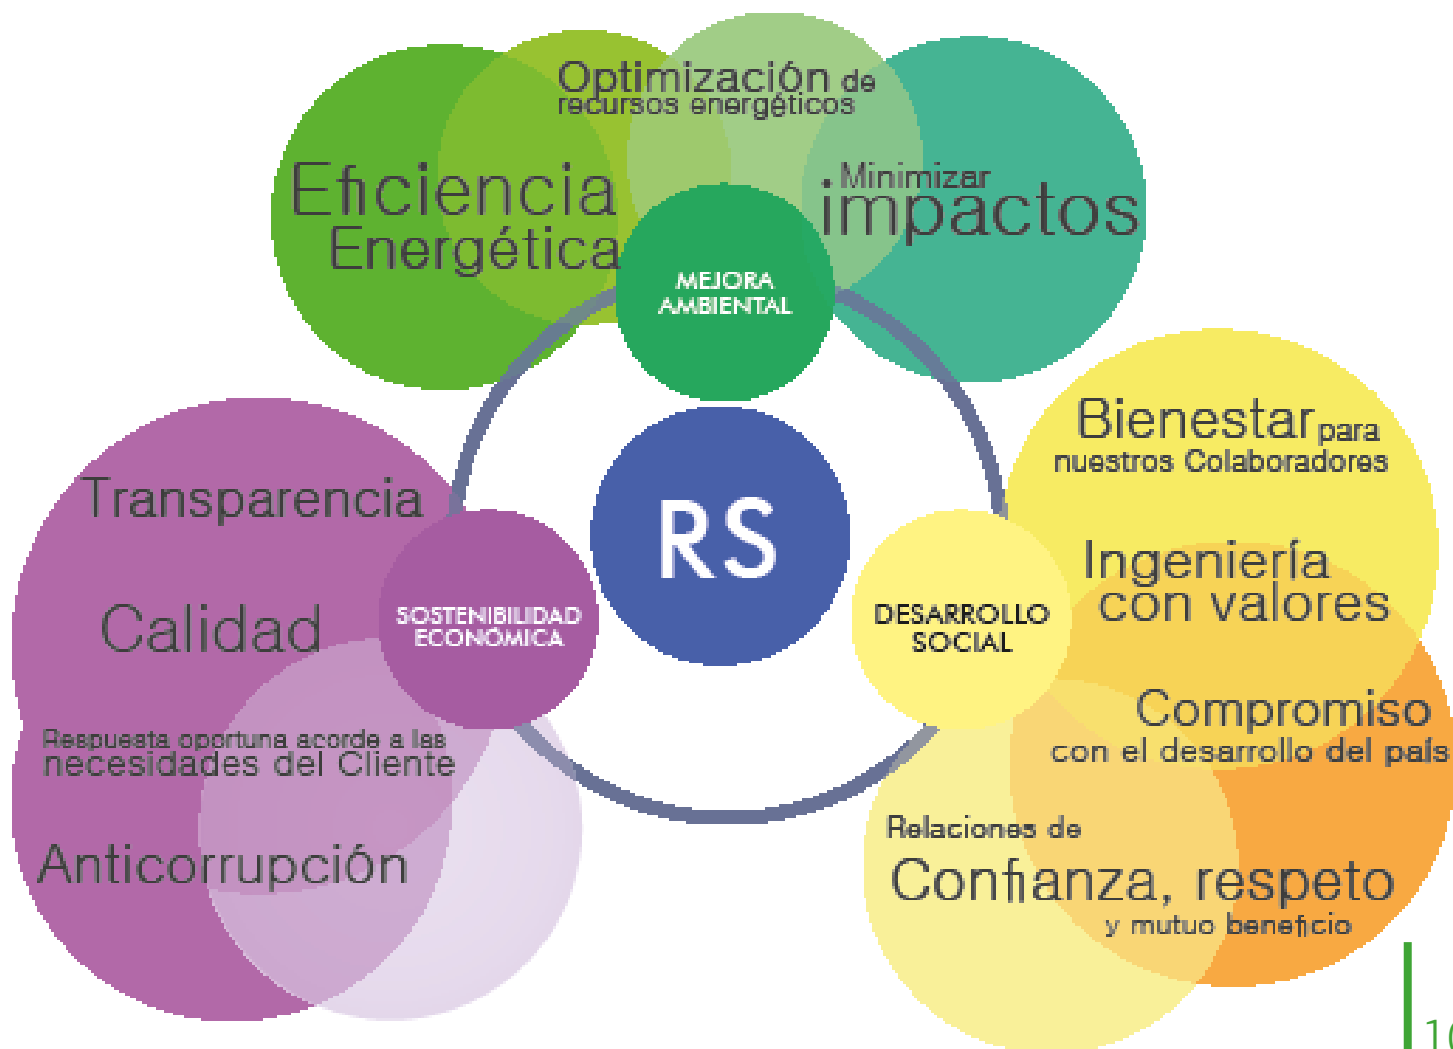 Optimización de
recursos energéticos
Eficiencia
Energética
Minimizar
impactos
MEJORA
AMBIENTAL
Bienestar para
nuestros Colaboradores
Transparencia
RS
Ingeniería
con valores
Calidad
SOSTENIBILIDAD
ECONÓMICA
DESARROLLO
SOCIAL
Compromiso
con el desarrollo del país
Respuesta oportuna acorde a las
necesidades del Cliente
Relaciones de
Confianza, respeto
y mutuo beneficio
Anticorrupción